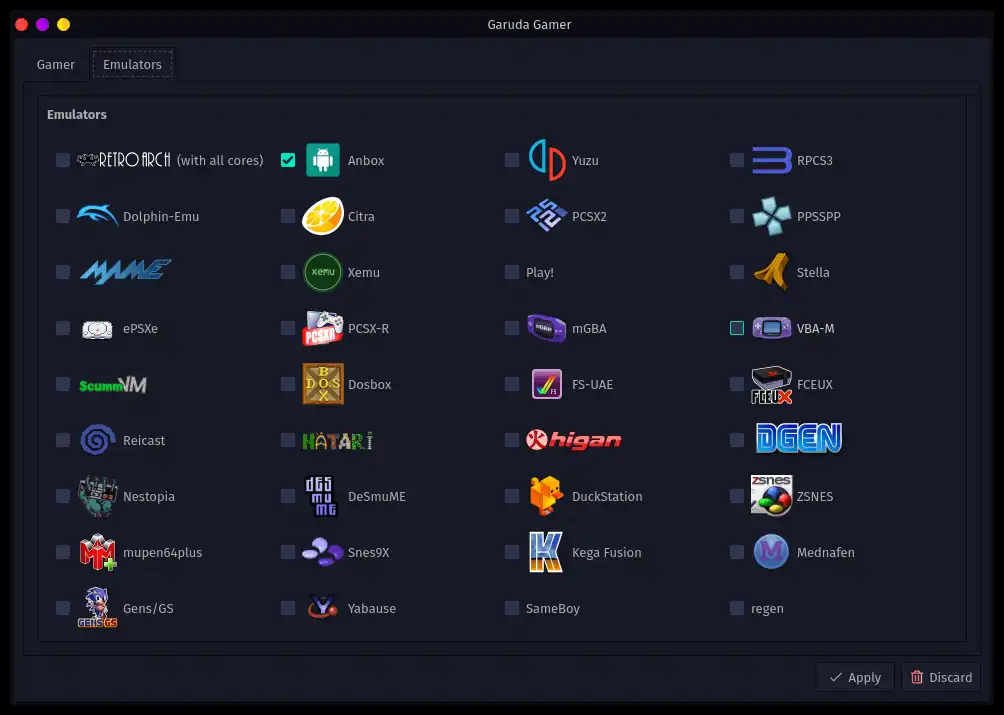 Garuda Gamer
Gamer Emulators
Emulators
RETROARCH (with all cores) Anbox Yuzu RPCS3
Dolphin-Emu Citra PCSX2 PPSSPP
MAME xemu Xemu Play! Stella
ePSXe PCSXR PCSX-R mGBA VBA-M
ScummVM DOS BOX Dosbox FS FS-UAE FCEUX FCEUX
Reicast HATARI higan DGEN
Nestopia DeSmuME DeSmuME DuckStation zsnes ZSNES
M mupen64plus Snes9X K Kega Fusion M Mednafen
GENS GS Gens/GS Y Yabause SameBoy regen
Apply Discard